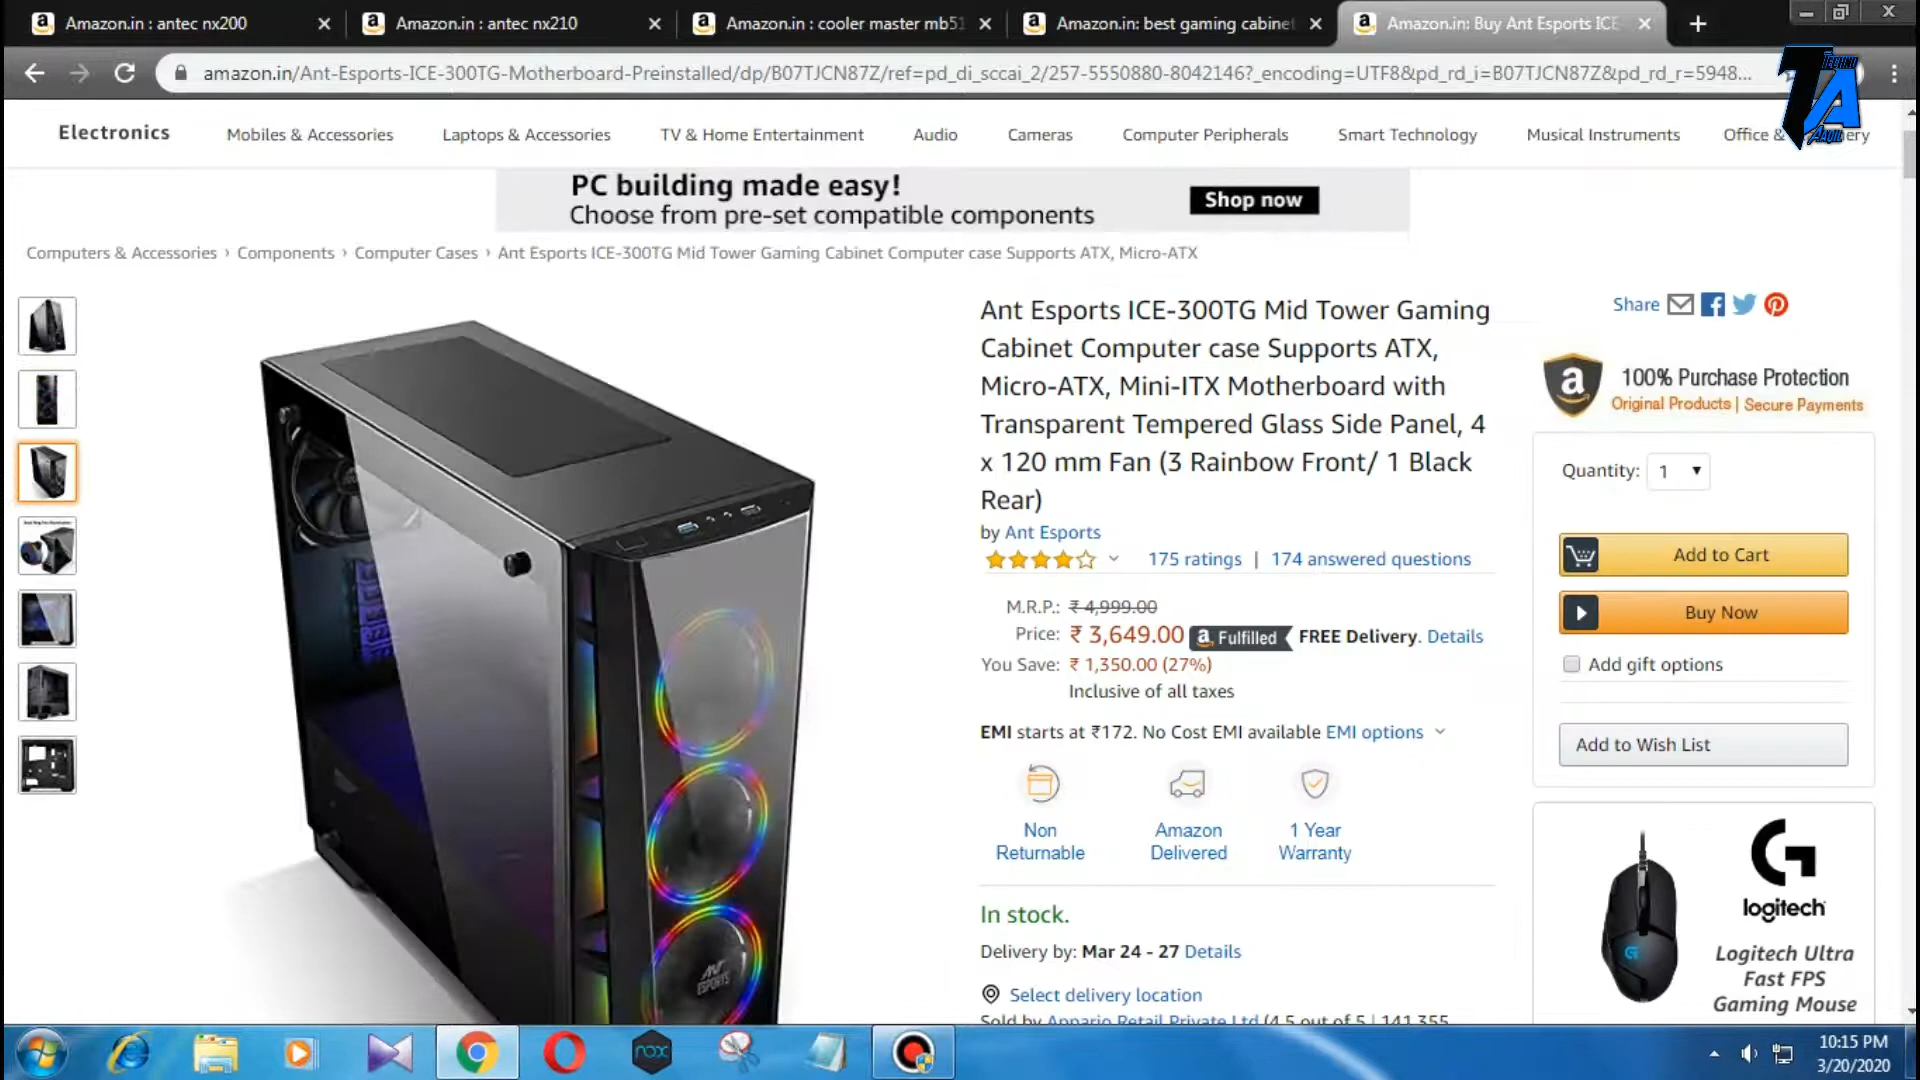 Amazon.in : antec nx200
Amazon.in : antec nx210
Amazon.in : cooler master mb51
Amazon.in: best gaming cabinet
Amazon.in: Buy Ant Esports ICE
amazon.in/Ant-Esports-ICE-300TG-Motherboard-Preinstalled/dp/B07TJCN87Z/ref=pd_di_sccai_2/257-5550880-8042146?_encoding=UTF8&pd_rd_i=B07TJCN87Z&pd_rd_r=5948...
TECHNO
TA
AAQIL
Electronics
Mobiles & Accessories
Laptops & Accessories
TV & Home Entertainment
Audio
Cameras
Computer Peripherals
Smart Technology
Musical Instruments
Office &
PC building made easy!
Choose from pre-set compatible components
Shop now
Computers & Accessories › Components › Computer Cases › Ant Esports ICE-300TG Mid Tower Gaming Cabinet Computer case Supports ATX, Micro-ATX
Ant Esports ICE-300TG Mid Tower Gaming
Cabinet Computer case Supports ATX,
Micro-ATX, Mini-ITX Motherboard with
Transparent Tempered Glass Side Panel, 4
x 120 mm Fan (3 Rainbow Front/ 1 Black
Rear)
by Ant Esports
175 ratings | 174 answered questions
M.R.P.: ₹ 4,999.00
Price: ₹ 3,649.00 a Fulfilled FREE Delivery. Details
You Save: ₹ 1,350.00 (27%)
Inclusive of all taxes
EMI starts at ₹172. No Cost EMI available EMI options
Non
Returnable
Amazon
Delivered
1 Year
Warranty
In stock.
Delivery by: Mar 24 - 27 Details
Select delivery location
Sold by Appario Retail Private Ltd (4.5 out of 5 | 141,355
ANT
ESPORTS
Share
a
100% Purchase Protection
Original Products | Secure Payments
Quantity: 1
Add to Cart
Buy Now
Add gift options
Add to Wish List
logitech
Logitech Ultra
Fast FPS
Gaming Mouse
nox
10:15 PM
3/20/2020